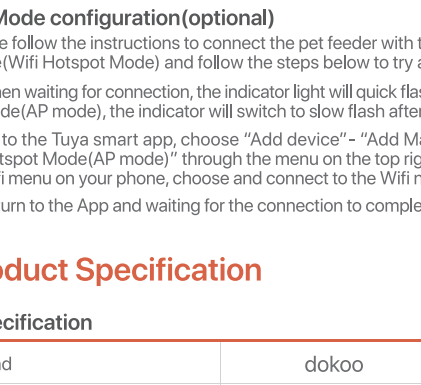 Mode configuration(optional)
e follow the instructions to connect the pet feeder with t
e(Wifi Hotspot Mode) and follow the steps below to try a
en waiting for connection, the indicator light will quick flas
de(AP mode), the indicator will switch to slow flash after
to the Tuya smart app, choose “Add device”- “Add Ma
tspot Mode(AP mode)” through the menu on the top rig
fi menu on your phone, choose and connect to the Wifi n
urn to the App and waiting for the connection to comple
oduct Specification
ecification
nd dokoo